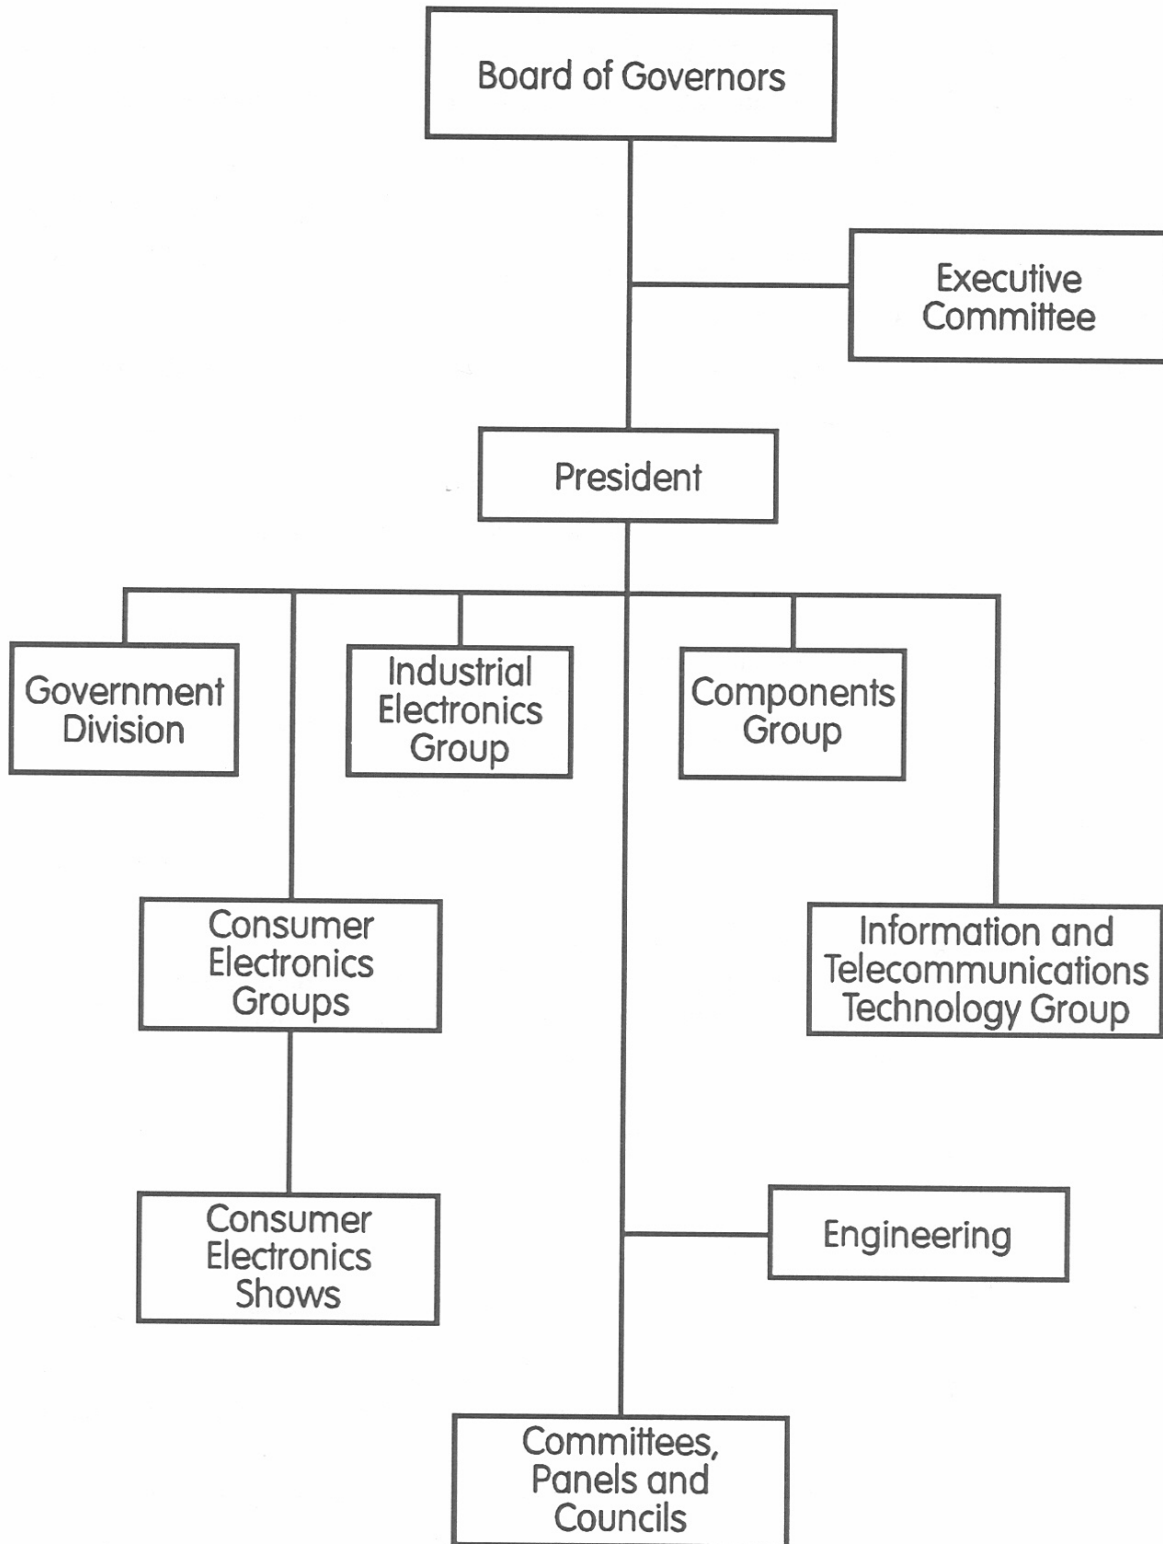 Board of Governors
Executive
Committee
President
Government
Division
Industrial
Electronics
Group
Components
Group
Consumer
Electronics
Groups
Information and
Telecommunications
Technology Group
Consumer
Electronics
Shows
Engineering
Committees,
Panels and
Councils